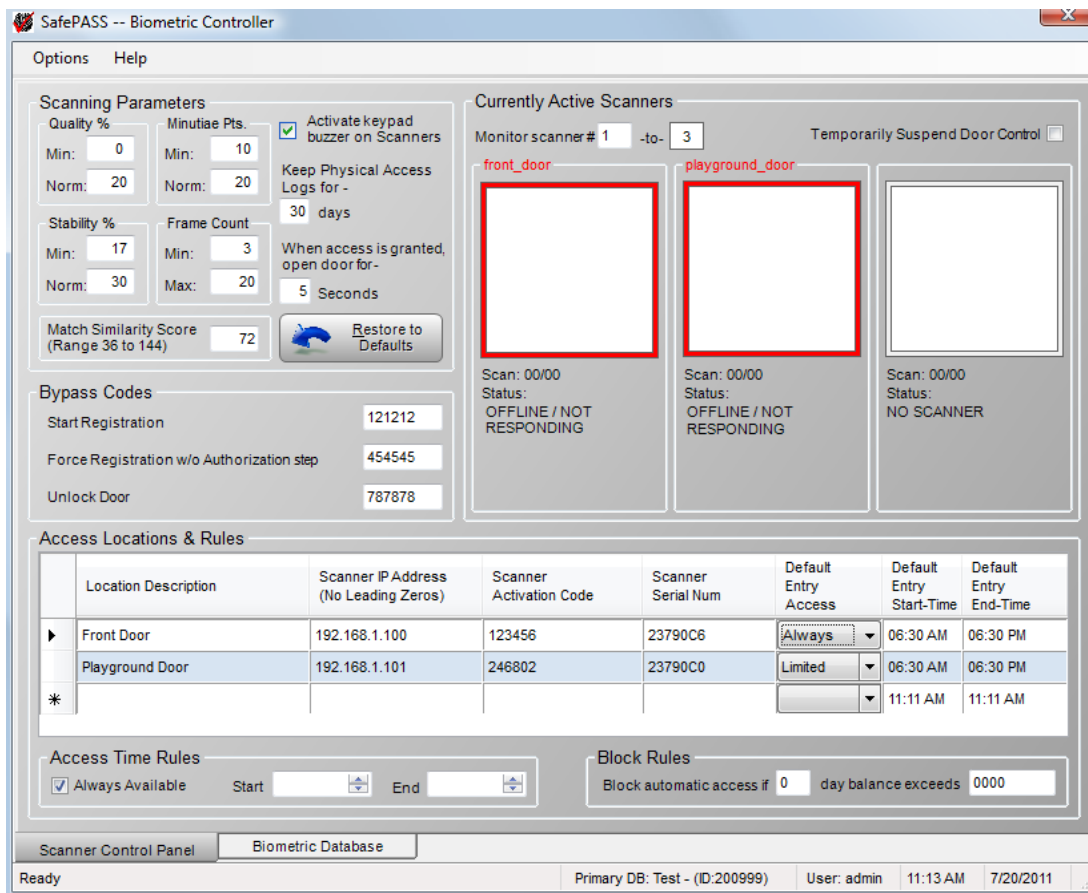 SafePASS -- Biometric Controller
Options Help
Scanning Parameters
Quality %
Min: 0
Norm: 20
Minutiae Pts.
Min: 10
Norm: 20
Activate keypad
buzzer on Scanners
Keep Physical Access
Logs for -
30 days
Stability %
Min: 17
Norm: 30
Frame Count
Min: 3
Max: 20
When access is granted,
open door for-
5 Seconds
Match Similarity Score
(Range 36 to 144) 72
Restore to
Defaults
Bypass Codes
Start Registration 121212
Force Registration w/o Authorization step 454545
Unlock Door 787878
Currently Active Scanners
Monitor scanner # 1 -to- 3 Temporarily Suspend Door Control
front_door
Scan: 00/00
Status:
OFFLINE / NOT
RESPONDING
playground_door
Scan: 00/00
Status:
OFFLINE / NOT
RESPONDING
Scan: 00/00
Status:
NO SCANNER
Access Locations & Rules
Location Description Scanner IP Address (No Leading Zeros) Scanner Activation Code Scanner Serial Num Default Entry Access Default Entry Start-Time Default Entry End-Time
Front Door 192.168.1.100 123456 23790C6 Always 06:30 AM 06:30 PM
Playground Door 192.168.1.101 246802 23790C0 Limited 06:30 AM 06:30 PM
11:11 AM 11:11 AM
Access Time Rules
Always Available Start End
Block Rules
Block automatic access if 0 day balance exceeds 0000
Scanner Control Panel Biometric Database
Ready Primary DB: Test - (ID:200999) User: admin 11:13 AM 7/20/2011